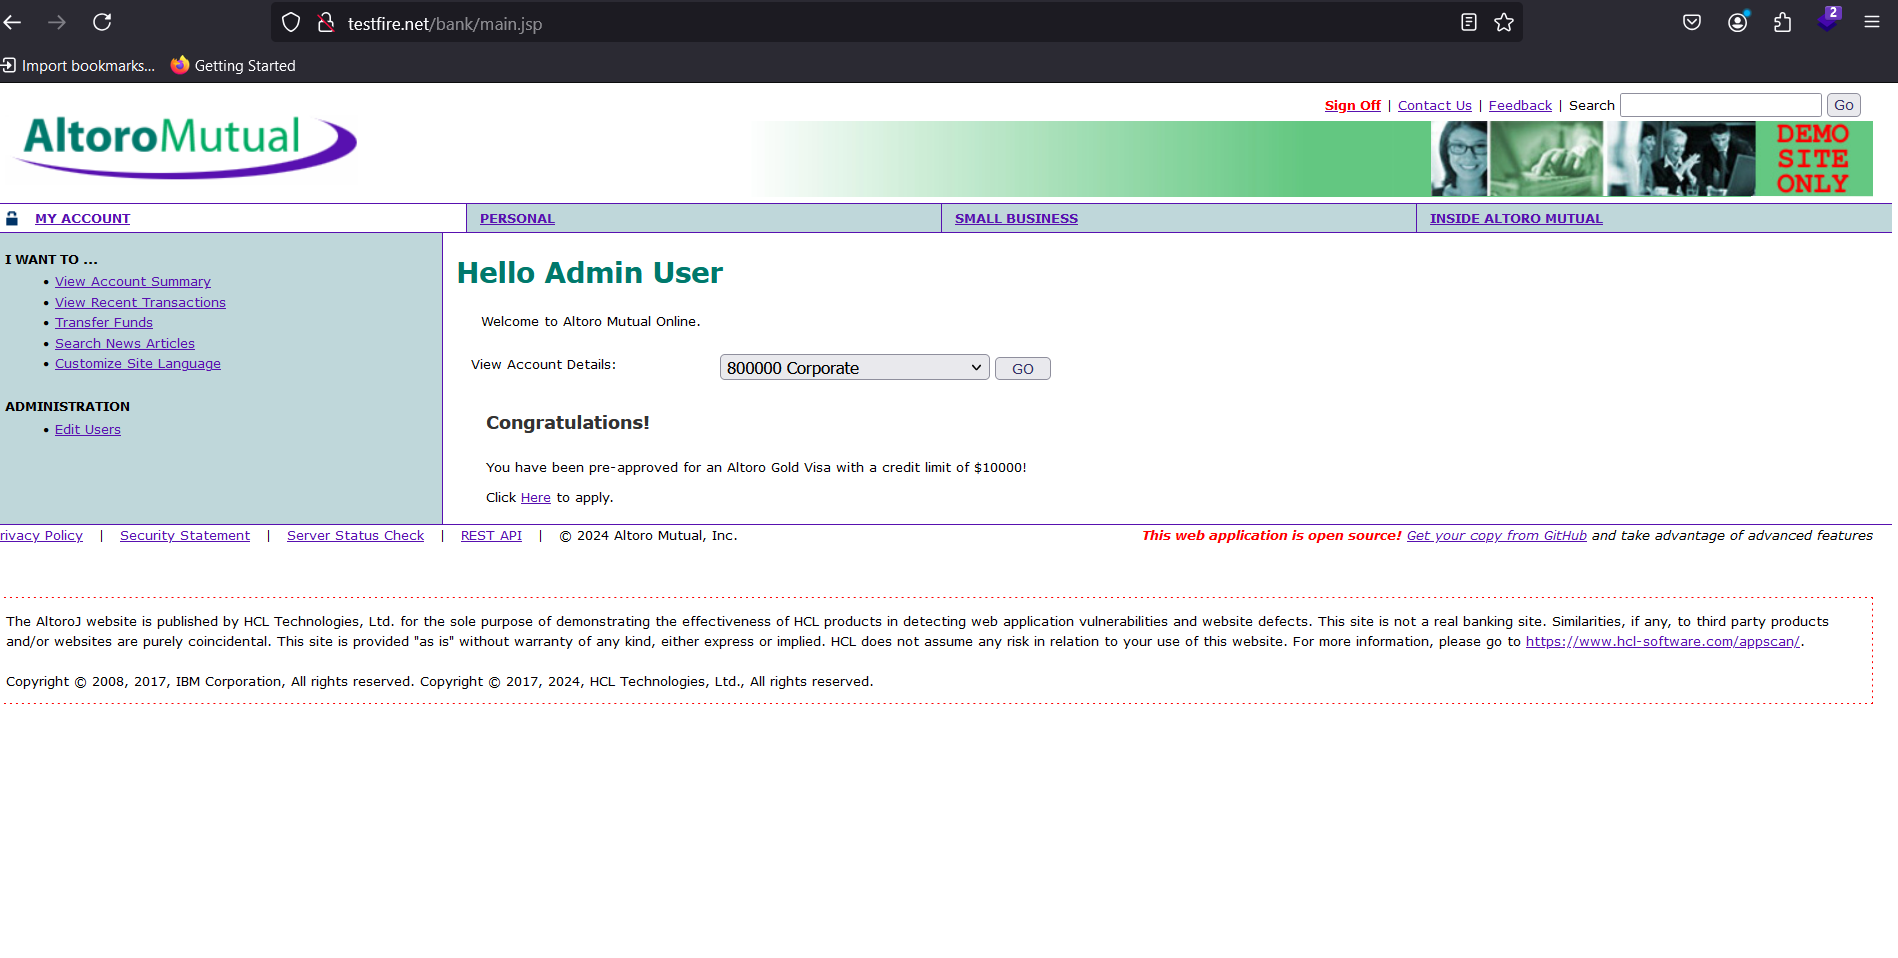 testfire.net/bank/main.jsp
2
Import bookmarks... Getting Started
Sign Off | Contact Us | Feedback | Search Go
AltoroMutual
DEMO
SITE
ONLY
MY ACCOUNT PERSONAL SMALL BUSINESS INSIDE ALTORO MUTUAL
I WANT TO ...
• View Account Summary
• View Recent Transactions
• Transfer Funds
• Search News Articles
• Customize Site Language
ADMINISTRATION
• Edit Users
Hello Admin User
Welcome to Altoro Mutual Online.
View Account Details: 800000 Corporate GO
Congratulations!
You have been pre-approved for an Altoro Gold Visa with a credit limit of $10000!
Click Here to apply.
rivacy Policy | Security Statement | Server Status Check | REST API | © 2024 Altoro Mutual, Inc. This web application is open source! Get your copy from GitHub and take advantage of advanced features
The AltoroJ website is published by HCL Technologies, Ltd. for the sole purpose of demonstrating the effectiveness of HCL products in detecting web application vulnerabilities and website defects. This site is not a real banking site. Similarities, if any, to third party products
and/or websites are purely coincidental. This site is provided "as is" without warranty of any kind, either express or implied. HCL does not assume any risk in relation to your use of this website. For more information, please go to https://www.hcl-software.com/appscan/.
Copyright © 2008, 2017, IBM Corporation, All rights reserved. Copyright © 2017, 2024, HCL Technologies, Ltd., All rights reserved.